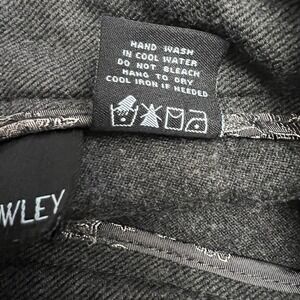 HAND WASH
IN COOL WATER
DO NOT BLEACH
HANG TO DRY
COOL IRON IF NEEDED
WLEY